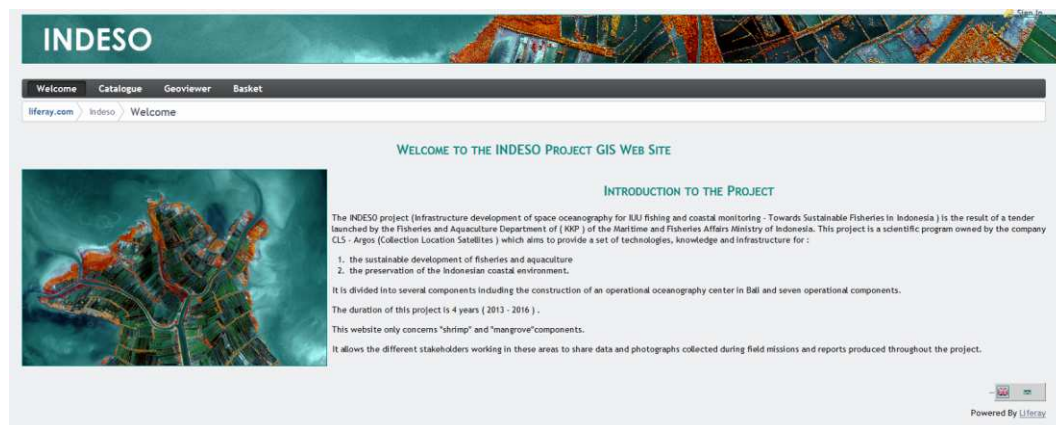 Sign In
INDESO
Welcome Catalogue Geoviewer Basket
liferay.com Indeso Welcome
WELCOME TO THE INDESO PROJECT GIS WEB SITE
INTRODUCTION TO THE PROJECT
The INDESO project (Infrastructure development of space oceanography for IUU fishing and coastal monitoring - Towards Sustainable Fisheries in Indonesia ) is the result of a tender
launched by the Fisheries and Aquaculture Department of ( KKP ) of the Maritime and Fisheries Affairs Ministry of Indonesia. This project is a scientific program owned by the company
CLS - Argos (Collection Location Satellites ) which aims to provide a set of technologies, knowledge and infrastructure for :
1. the sustainable development of fisheries and aquaculture
2. the preservation of the Indonesian coastal environment.
It is divided into several components including the construction of an operational oceanography center in Bali and seven operational components.
The duration of this project is 4 years ( 2013 - 2016 ) .
This website only concerns "shrimp" and "mangrove"components.
It allows the different stakeholders working in these areas to share data and photographs collected during field missions and reports produced throughout the project.
Powered By Liferay